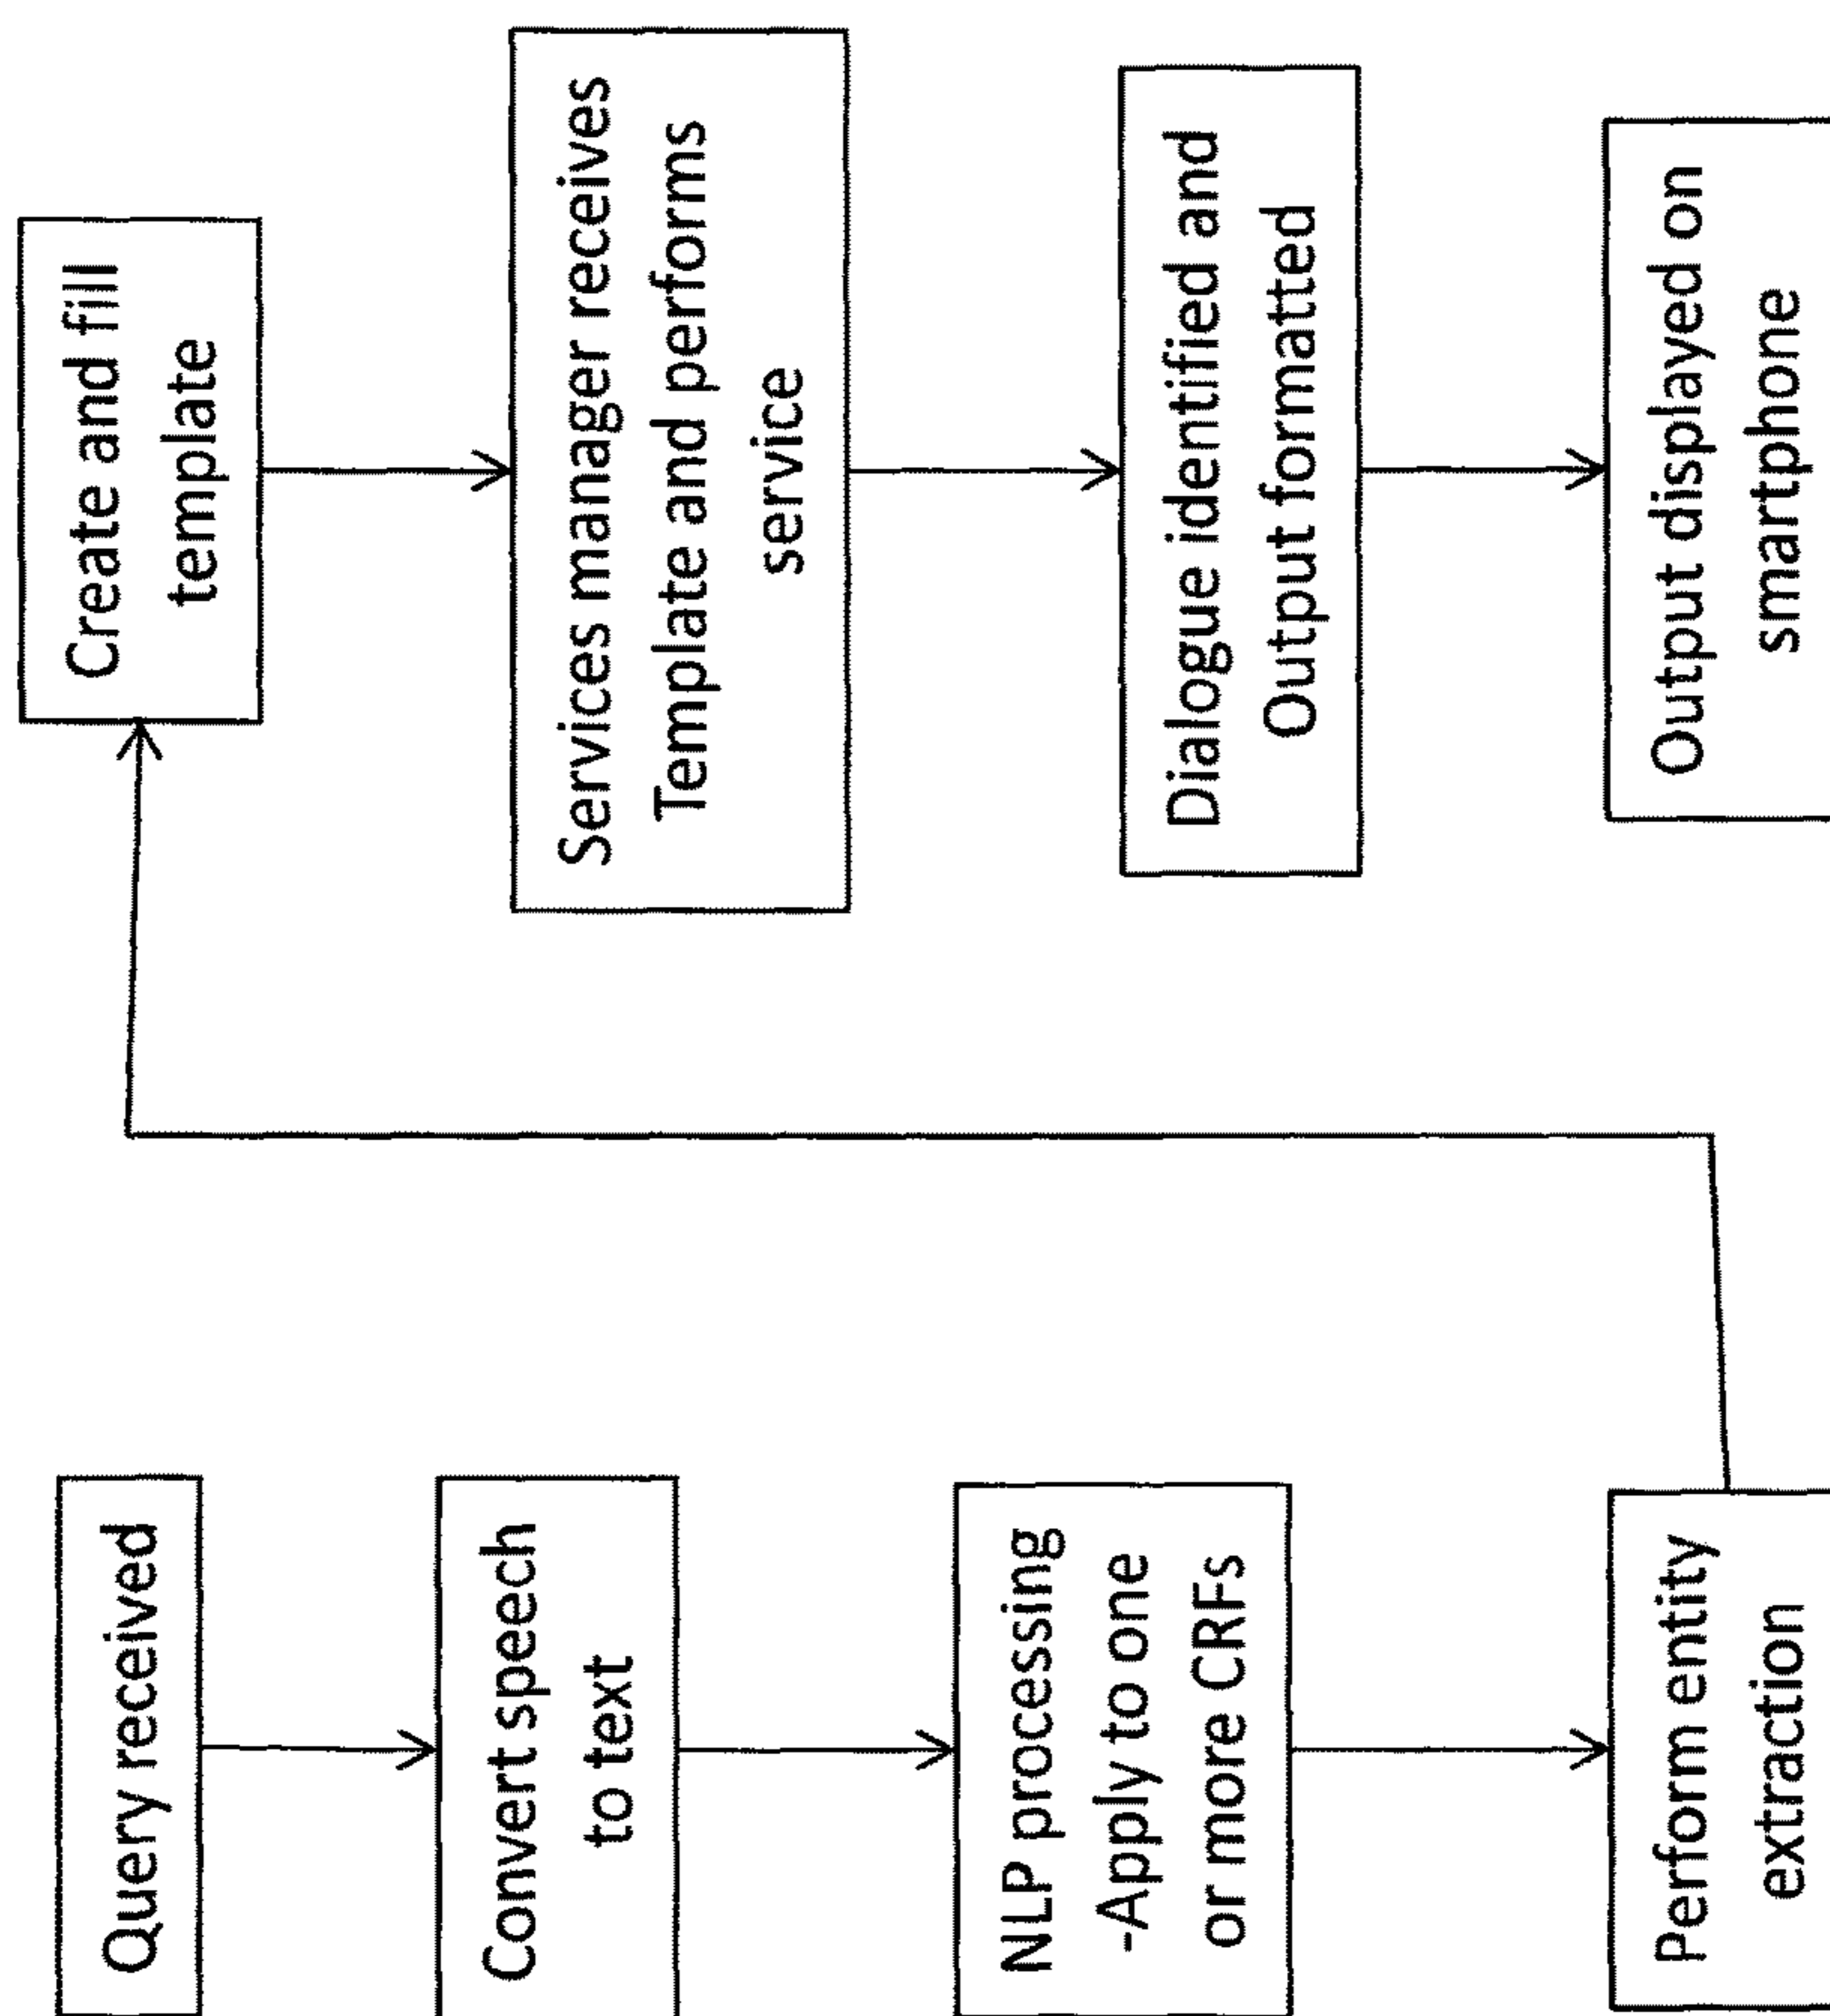 Query received
Convert speech
to text
NLP processing
-Apply to one
or more CRFs
Perform entity
extraction
Create and fill
template
Services manager receives
Template and performs
service
Dialogue identified and
Output formatted
Output displayed on
smartphone